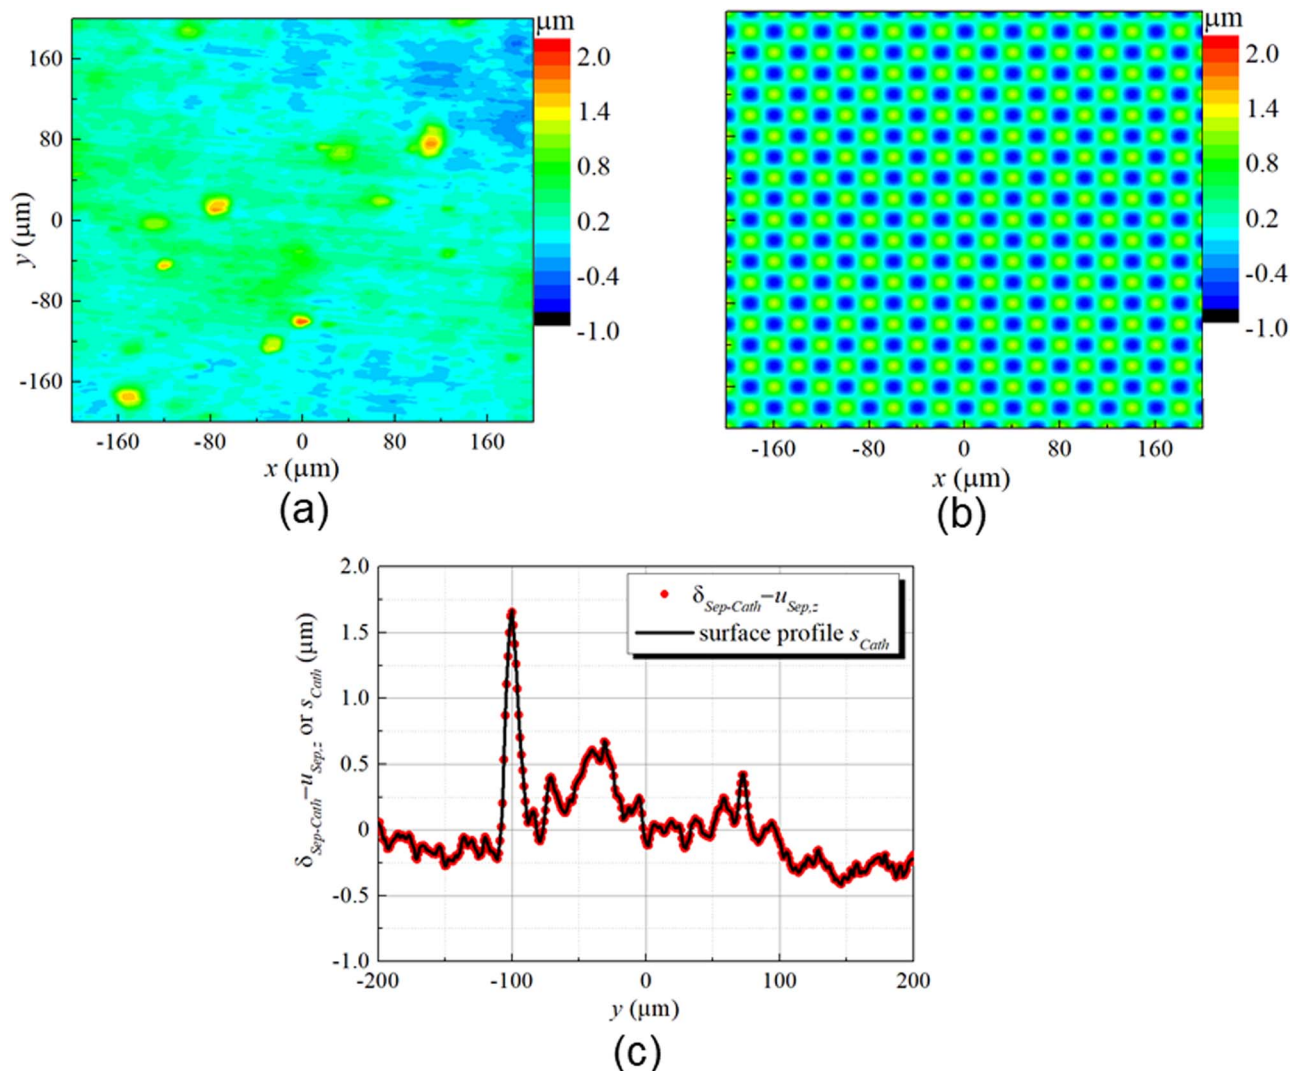 μm
2.0
1.4
0.8
0.2
-0.4
-1.0
160
80
0
-80
-160
y (μm)
-160 -80 0 80 160
x (μm)
(a)
μm
2.0
1.4
0.8
0.2
-0.4
-1.0
-160 -80 0 80 160
x (μm)
(b)
δSep-Cath−uSep,z or sCath (μm)
2.0
1.5
1.0
0.5
0
-0.5
-1.0
δSep-Cath−uSep,z
surface profile sCath
-200 -100 0 100 200
y (μm)
(c)